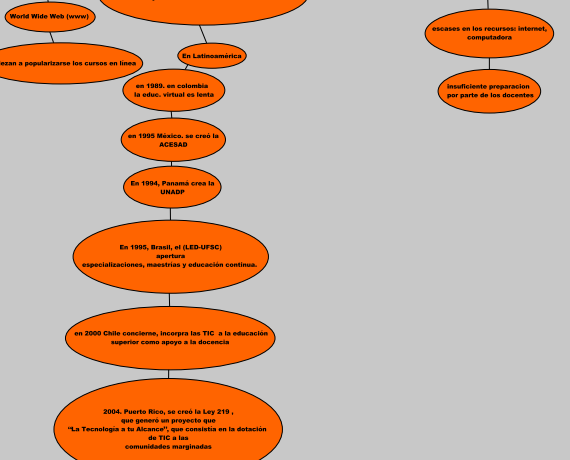 World Wide Web (www)
ezan a popularizarse los cursos en línea
En Latinoamérica
en 1989. en colombia
la educ. virtual es lenta
en 1995 México. se creó la
ACESAD
En 1994, Panamá crea la
UNADP
En 1995, Brasil, el (LED-UFSC)
apertura
especializaciones, maestrías y educación continua.
en 2000 Chile concierne, incorpra las TIC a la educación
superior como apoyo a la docencia
2004. Puerto Rico, se creó la Ley 219 ,
que generó un proyecto que
"La Tecnología a tu Alcance", que consistía en la dotación
de TIC a las
comunidades marginadas
escases en los recursos: internet,
computadora
insuficiente preparacion
por parte de los docentes